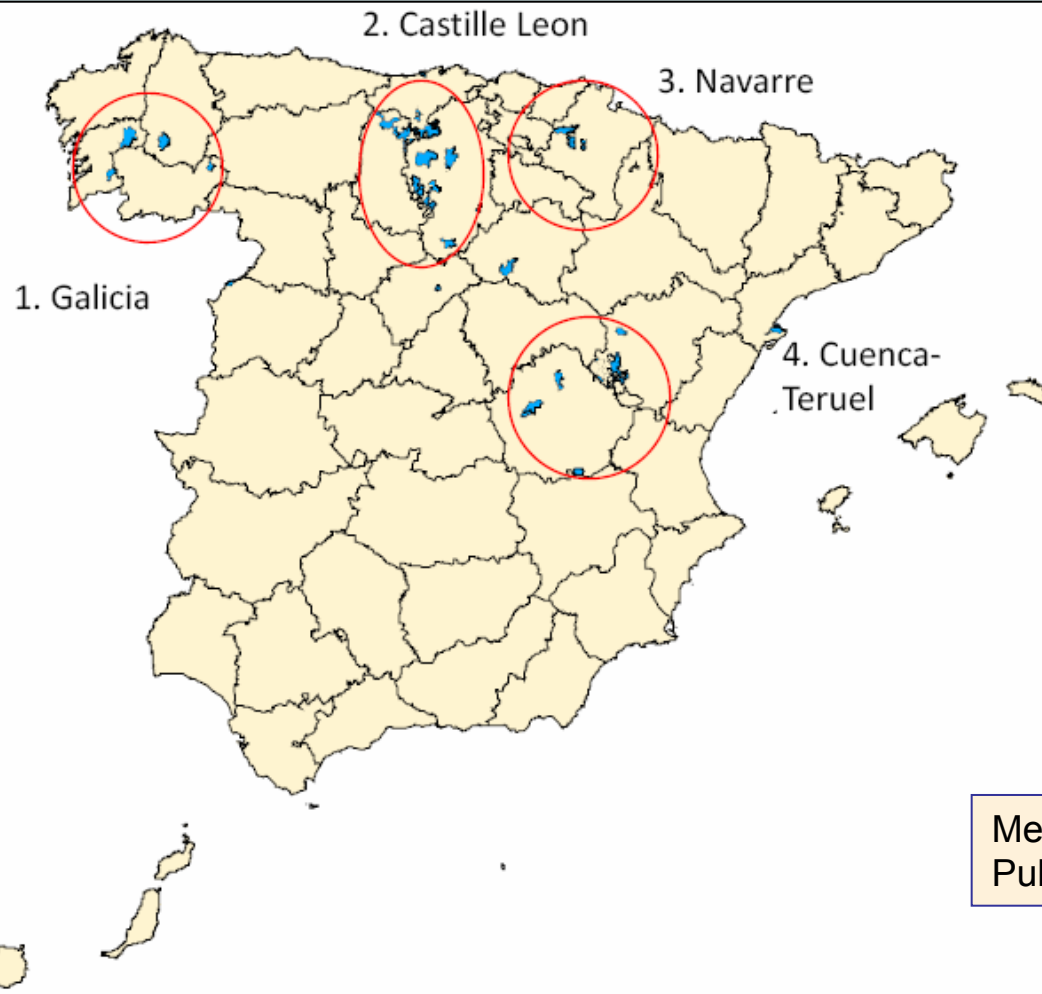 2. Castille Leon
3. Navarre
1. Galicia
4. Cuenca-
Teruel